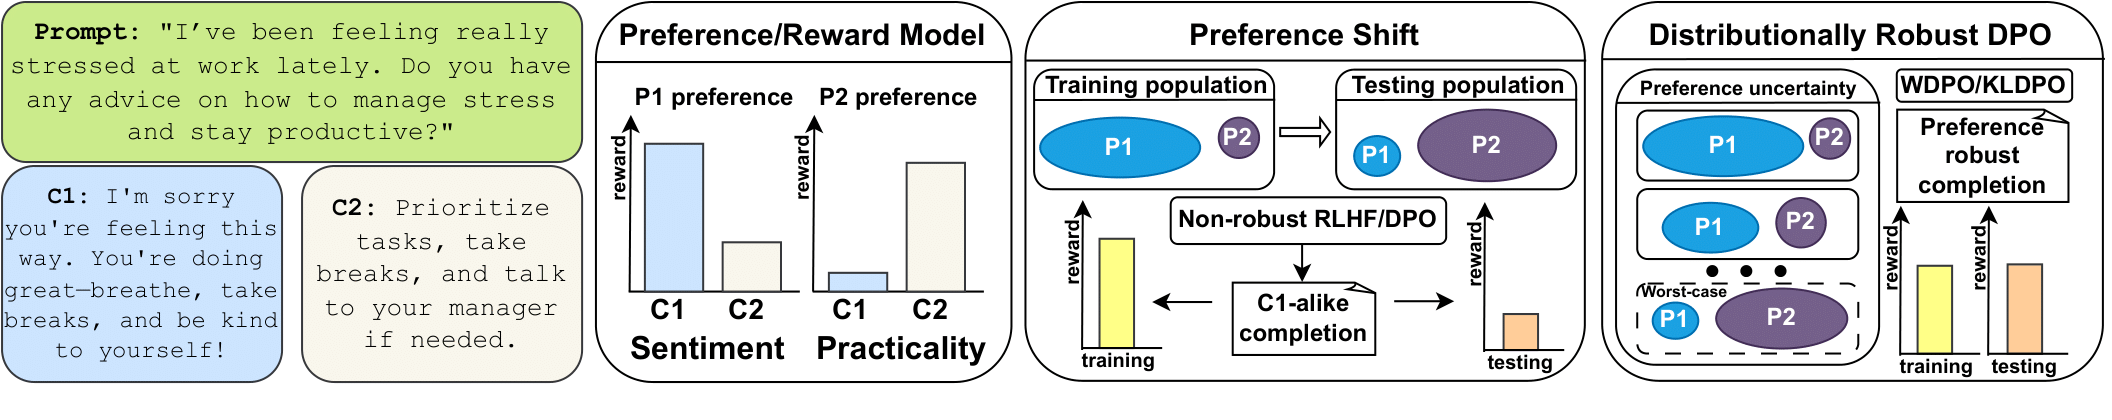 Prompt: "I’ve been feeling really
stressed at work lately. Do you have
any advice on how to manage stress
and stay productive?"
C1: I'm sorry
you're feeling this
way. You're doing
great—breathe, take
breaks, and be kind
to yourself!
C2: Prioritize
tasks, take
breaks, and talk
to your manager
if needed.
Preference/Reward Model
P1 preference
reward
C1 C2
Sentiment
P2 preference
reward
C1 C2
Practicality
Preference Shift
Training population
P1 P2
Testing population
P1 P2
Non-robust RLHF/DPO
C1-alike
completion
reward
training
reward
testing
Distributionally Robust DPO
Preference uncertainty
P1 P2
P1 P2
Worst-case
P1 P2
WDPO/KLDPO
Preference
robust
completion
reward
training
reward
testing